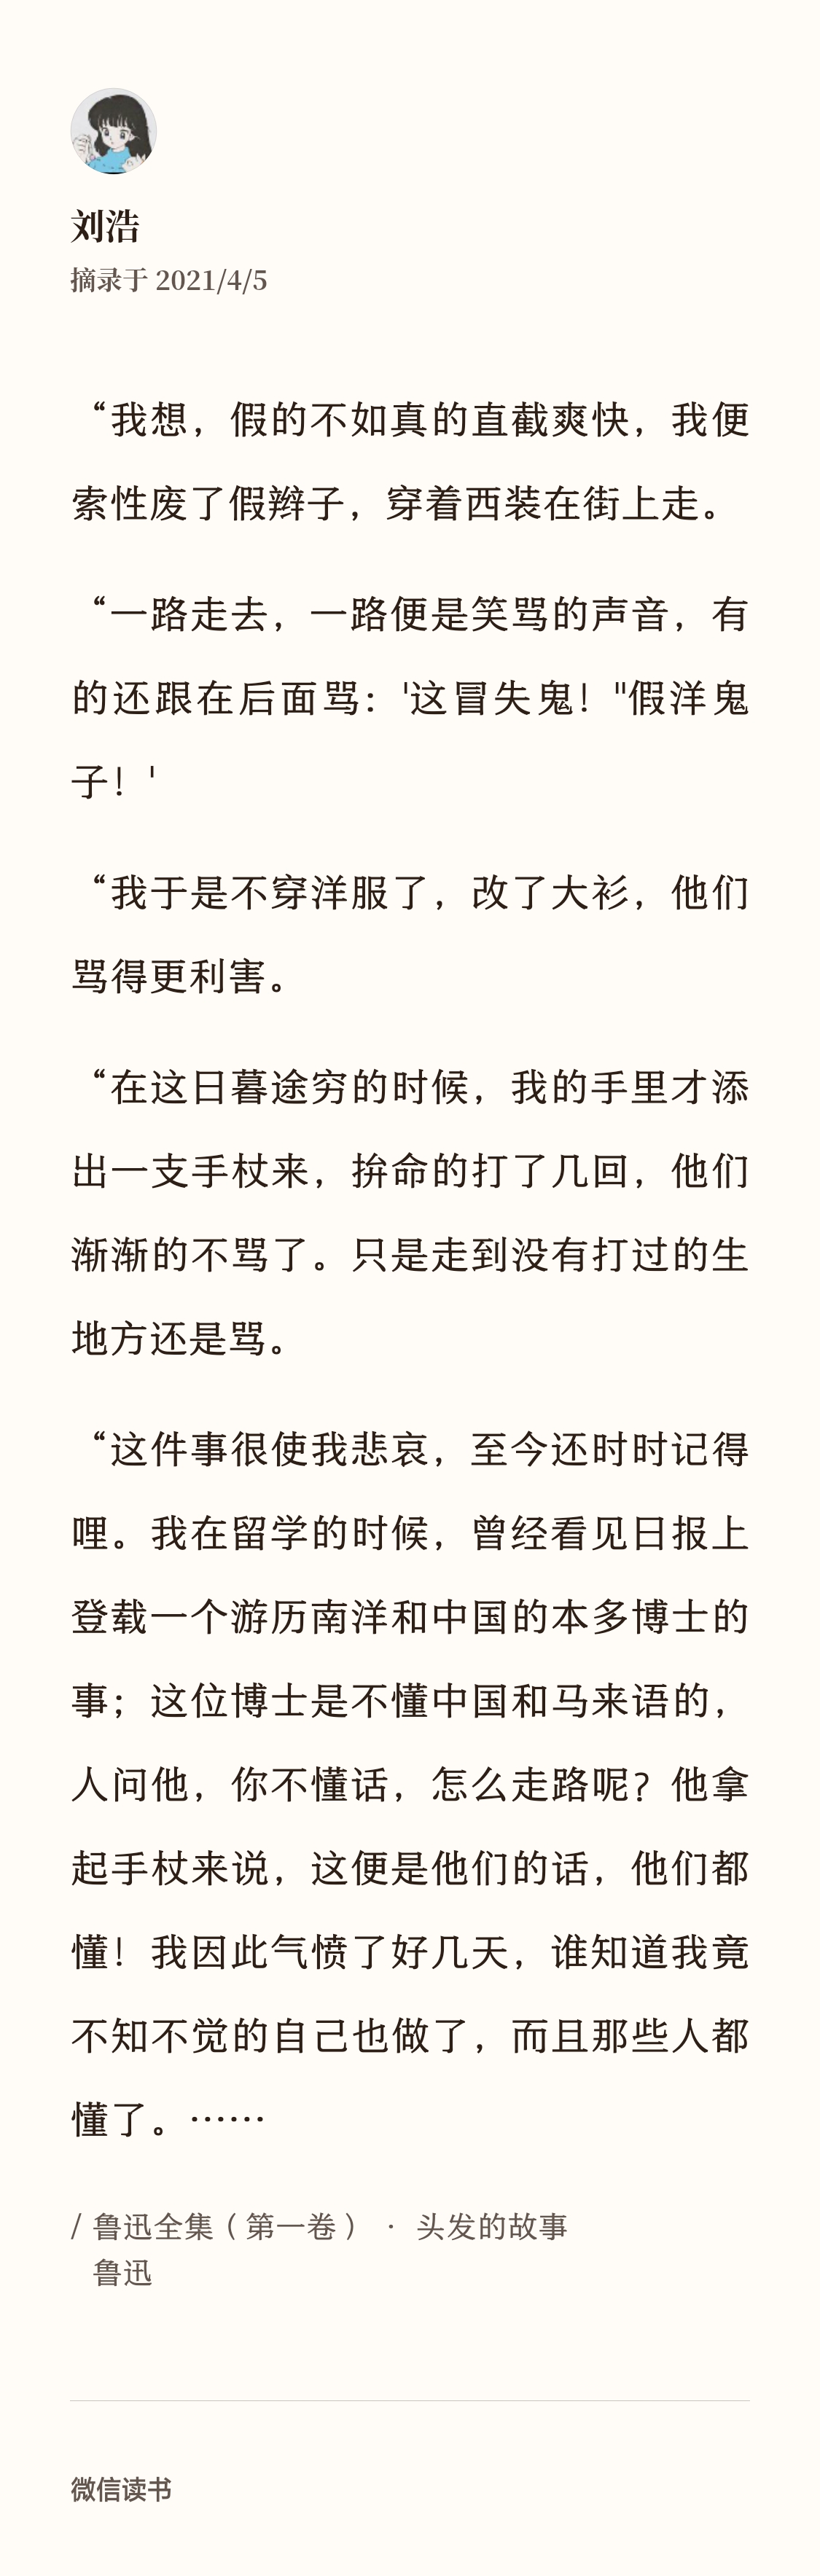 刘浩
摘录于 2021/4/5
“我想，假的不如真的直截爽快，我便
索性废了假辫子，穿着西装在街上走。
“一路走去，一路便是笑骂的声音，有
的还跟在后面骂：'这冒失鬼！''假洋鬼
子！'
“我于是不穿洋服了，改了大衫，他们
骂得更利害。
“在这日暮途穷的时候，我的手里才添
出一支手杖来，拚命的打了几回，他们
渐渐的不骂了。只是走到没有打过的生
地方还是骂。
“这件事很使我悲哀，至今还时时记得
哩。我在留学的时候，曾经看见日报上
登载一个游历南洋和中国的本多博士的
事；这位博士是不懂中国和马来语的，
人问他，你不懂话，怎么走路呢？他拿
起手杖来说，这便是他们的话，他们都
懂！我因此气愤了好几天，谁知道我竟
不知不觉的自己也做了，而且那些人都
懂了。……
/ 鲁迅全集（第一卷） · 头发的故事
鲁迅
微信读书